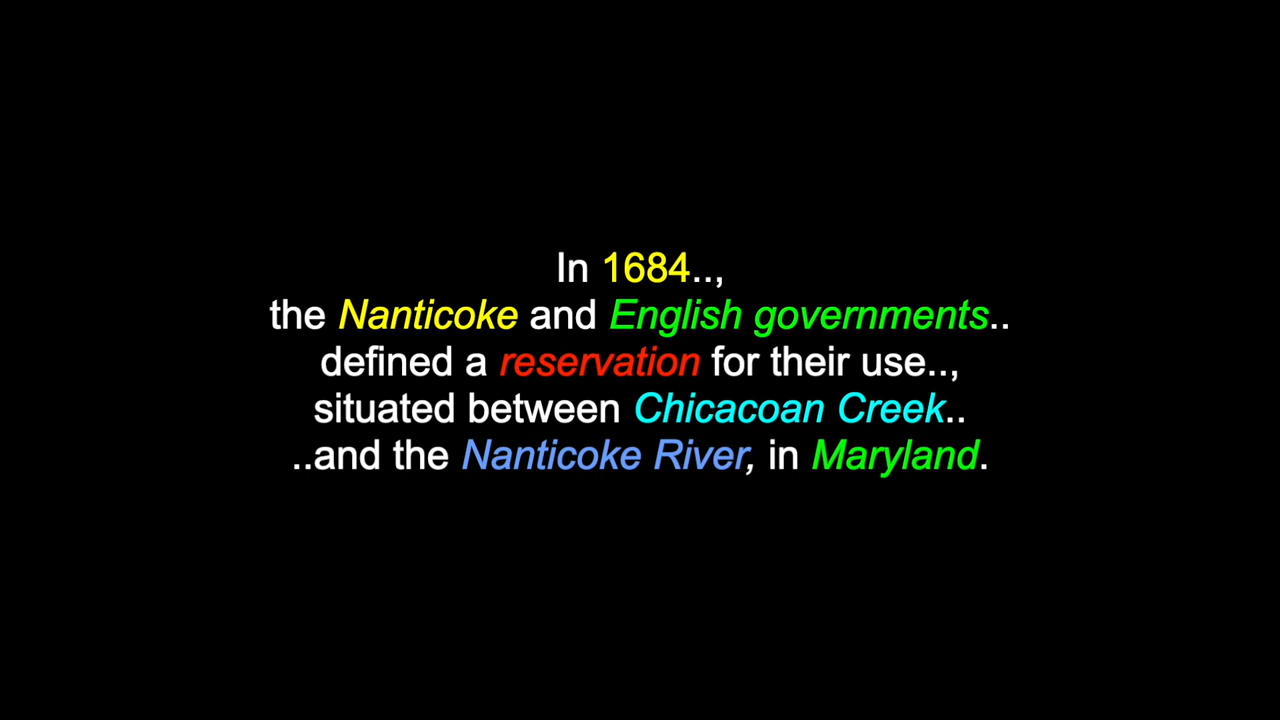 In 1684..,
the Nanticoke and English governments..
defined a reservation for their use..,
situated between Chicacoan Creek..
..and the Nanticoke River, in Maryland.